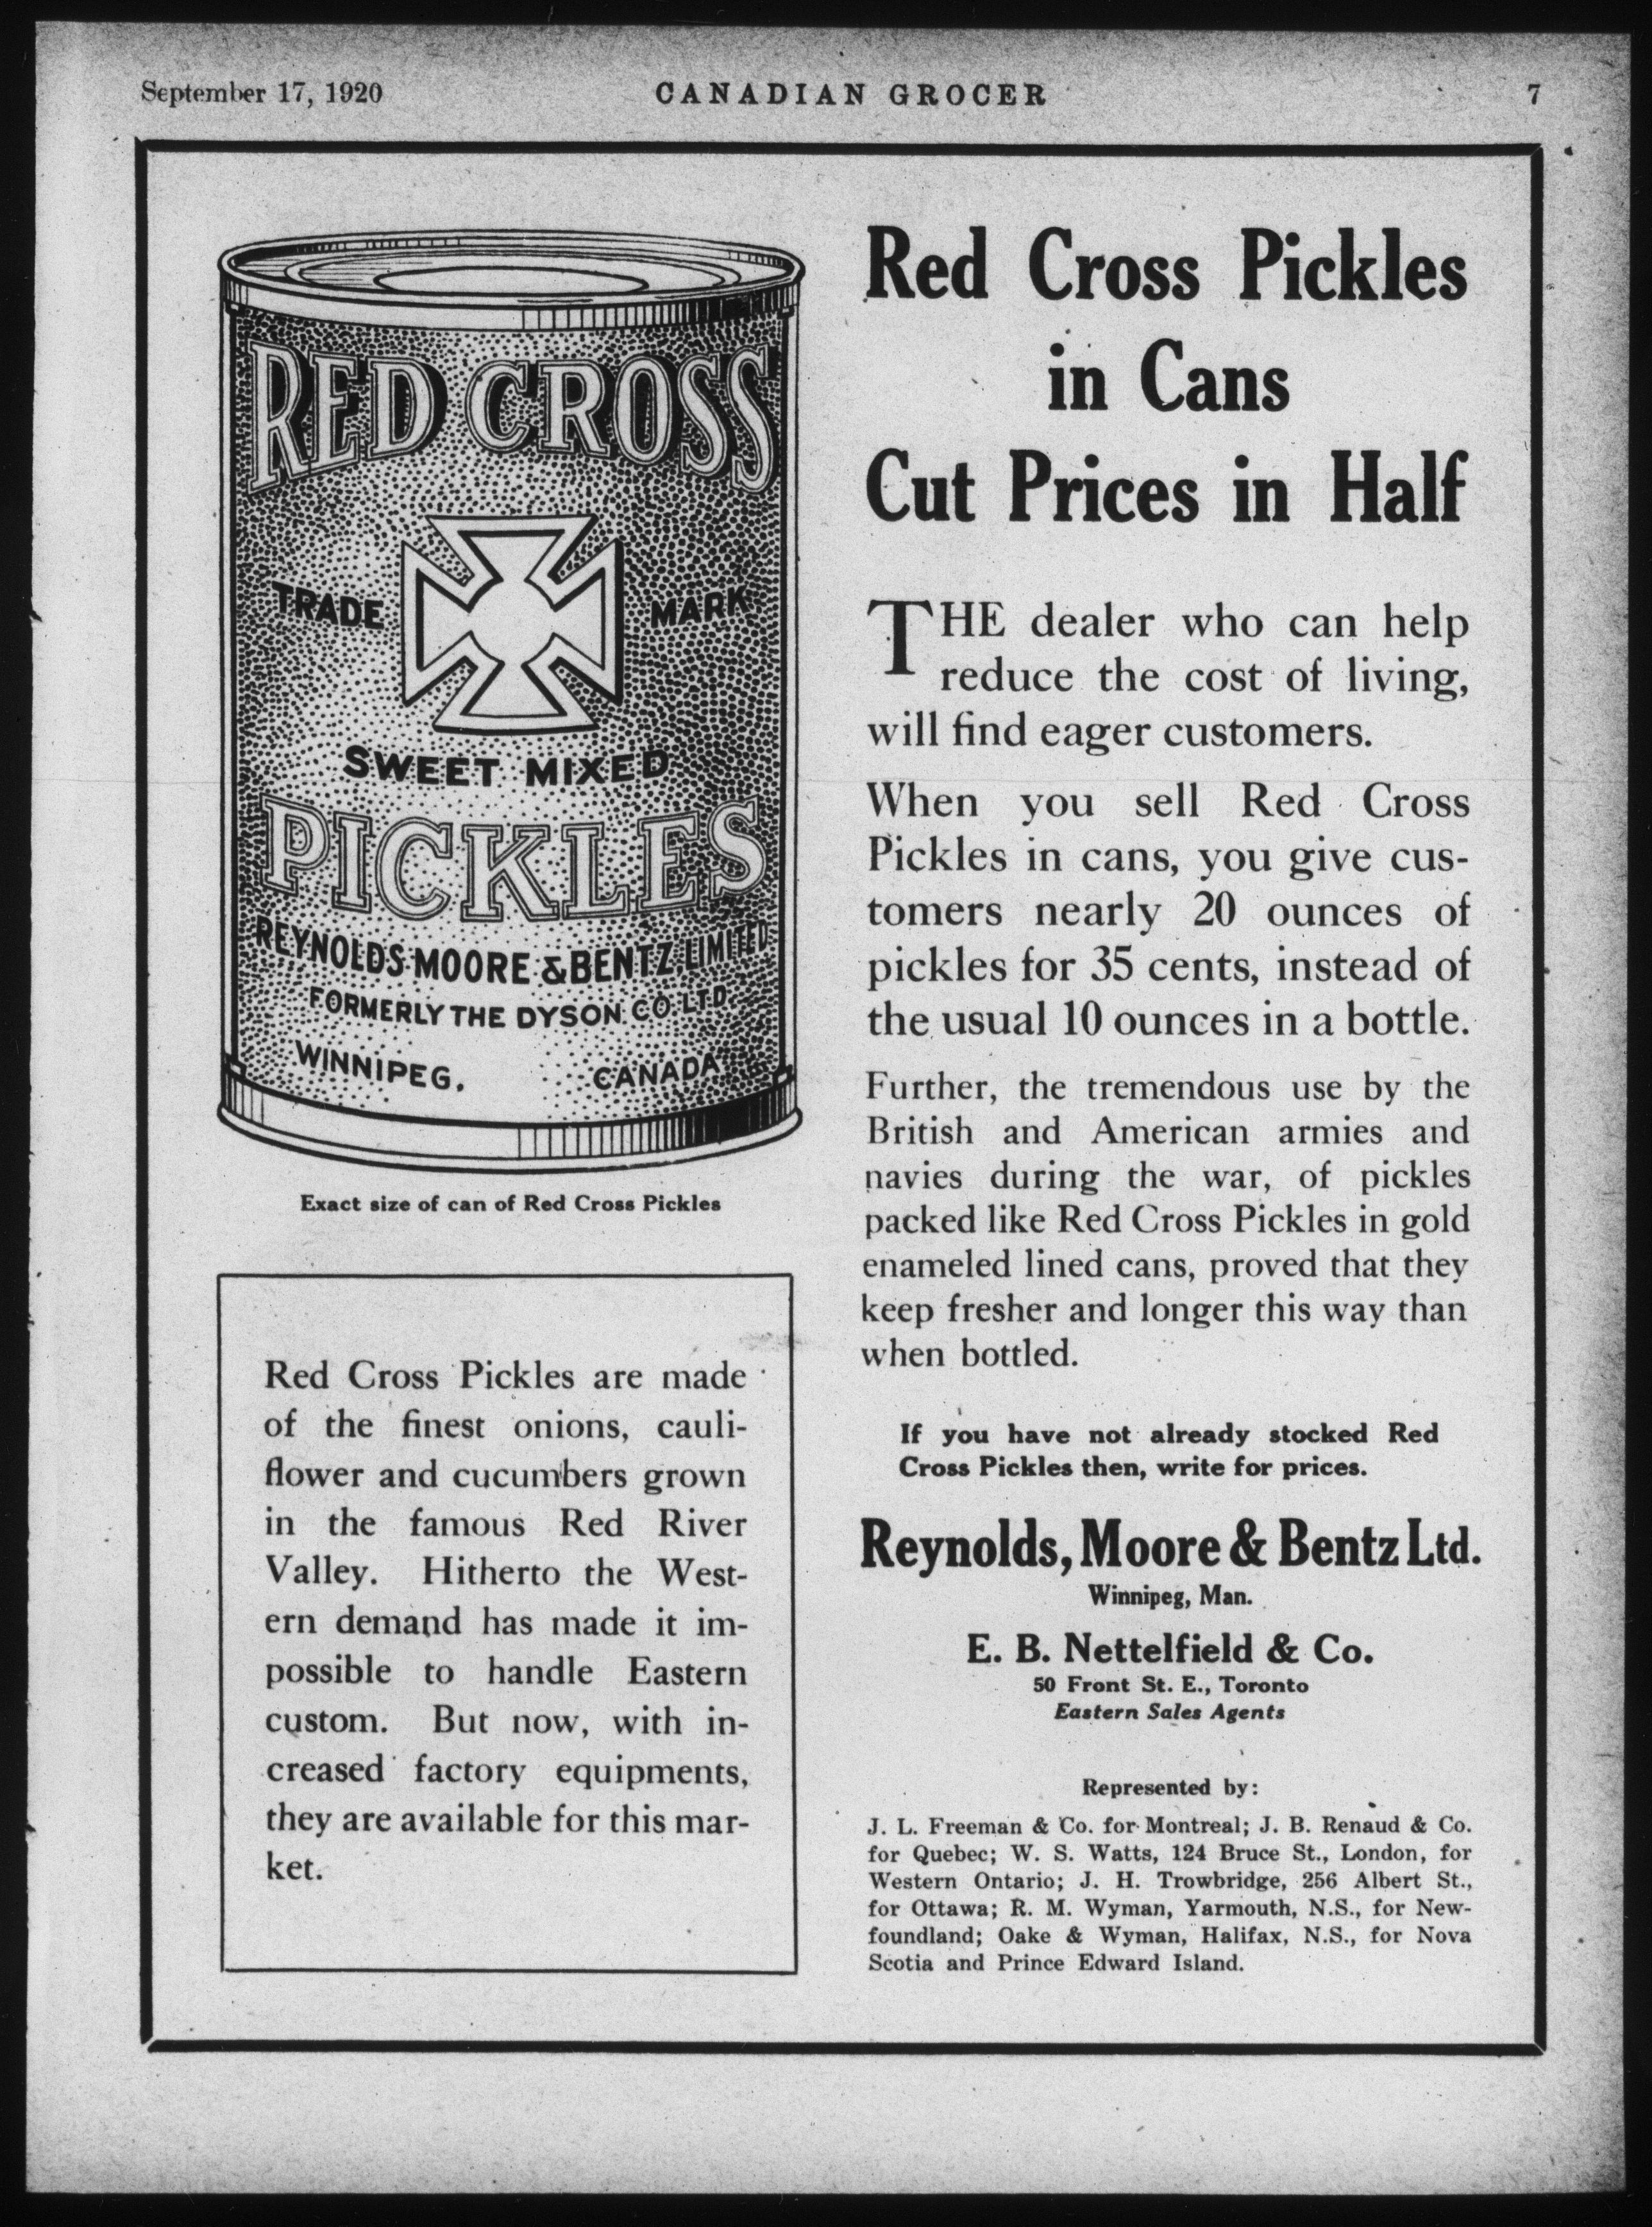 September 17, 1920
CANADIAN GROCER
7
RED CROSS
TRADE MARK
SWEET MIXED
PICKLES
REYNOLDS·MOORE & BENTZ, LIMITED
FORMERLY THE DYSON. CO. LTD.
WINNIPEG, CANADA
Exact size of can of Red Cross Pickles
Red Cross Pickles are made
of the finest onions, cauli-
flower and cucumbers grown
in the famous Red River
Valley. Hitherto the West-
ern demand has made it im-
possible to handle Eastern
custom. But now, with in-
creased factory equipments,
they are available for this mar-
ket.
Red Cross Pickles
in Cans
Cut Prices in Half
THE dealer who can help
reduce the cost of living,
will find eager customers.
When you sell Red Cross
Pickles in cans, you give cus-
tomers nearly 20 ounces of
pickles for 35 cents, instead of
the usual 10 ounces in a bottle.
Further, the tremendous use by the
British and American armies and
navies during the war, of pickles
packed like Red Cross Pickles in gold
enameled lined cans, proved that they
keep fresher and longer this way than
when bottled.
If you have not already stocked Red
Cross Pickles then, write for prices.
Reynolds, Moore & Bentz Ltd.
Winnipeg, Man.
E. B. Nettelfield & Co.
50 Front St. E., Toronto
Eastern Sales Agents
Represented by:
J. L. Freeman & Co. for Montreal; J. B. Renaud & Co.
for Quebec; W. S. Watts, 124 Bruce St., London, for
Western Ontario; J. H. Trowbridge, 256 Albert St.,
for Ottawa; R. M. Wyman, Yarmouth, N.S., for New-
foundland; Oake & Wyman, Halifax, N.S., for Nova
Scotia and Prince Edward Island.